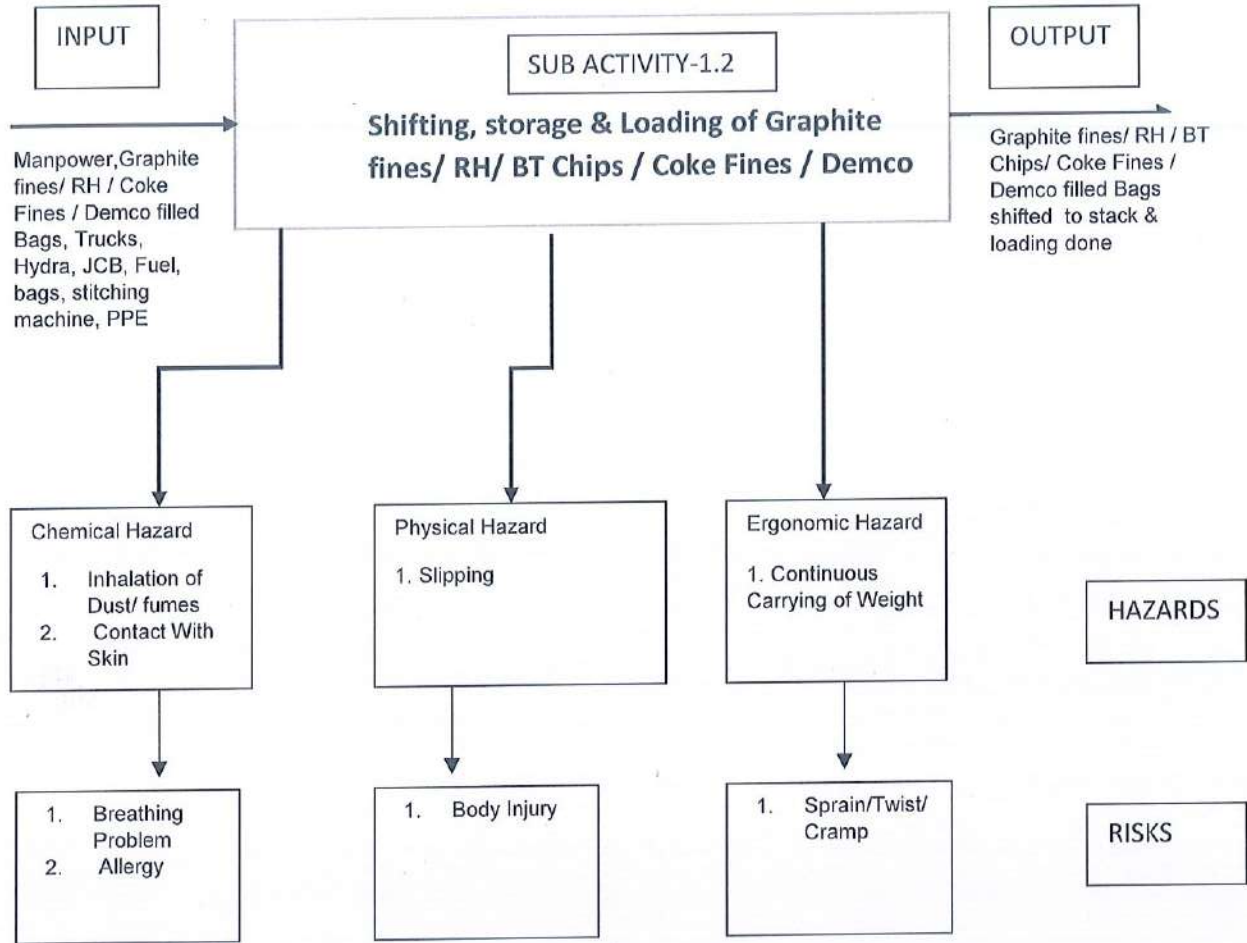 INPUT
SUB ACTIVITY-1.2
OUTPUT
Shifting, storage & Loading of Graphite
fines/ RH/ BT Chips / Coke Fines / Demco
Manpower,Graphite
fines/ RH / Coke
Fines / Demco filled
Bags, Trucks,
Hydra, JCB, Fuel,
bags, stitching
machine, PPE
Graphite fines/ RH / BT
Chips/ Coke Fines /
Demco filled Bags
shifted to stack &
loading done
Chemical Hazard
1. Inhalation of
Dust/ fumes
2. Contact With
Skin
Physical Hazard
1. Slipping
Ergonomic Hazard
1. Continuous
Carrying of Weight
HAZARDS
1. Breathing
Problem
2. Allergy
1. Body Injury
1. Sprain/Twist/
Cramp
RISKS